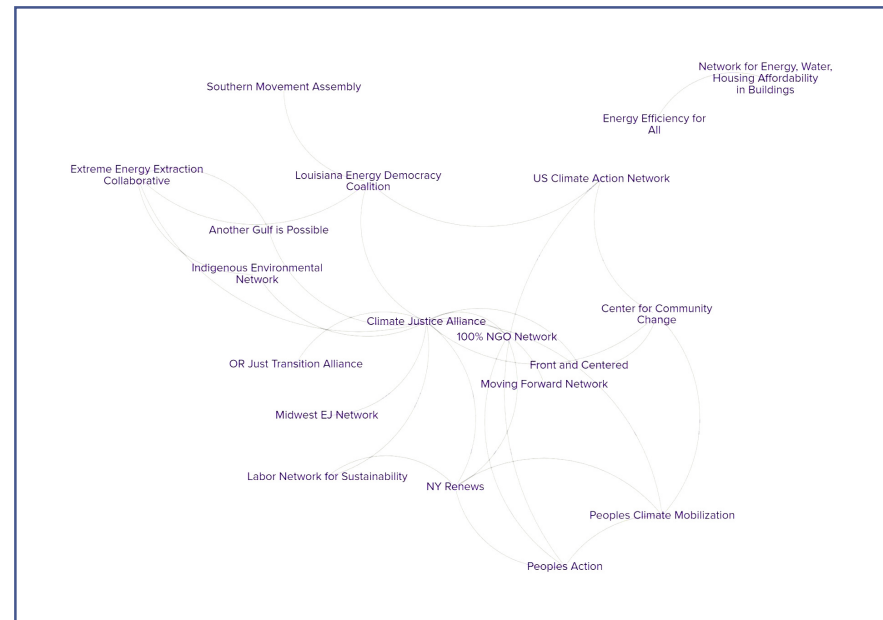 Network for Energy, Water,
Housing Affordability
in Buildings
Southern Movement Assembly
Energy Efficiency for
All
Extreme Energy Extraction
Collaborative
Louisiana Energy Democracy
Coalition
US Climate Action Network
Another Gulf is Possible
Indigenous Environmental
Network
Center for Community
Change
Climate Justice Alliance
100% NGO Network
OR Just Transition Alliance
Front and Centered
Moving Forward Network
Midwest EJ Network
Labor Network for Sustainability
NY Renews
Peoples Climate Mobilization
Peoples Action